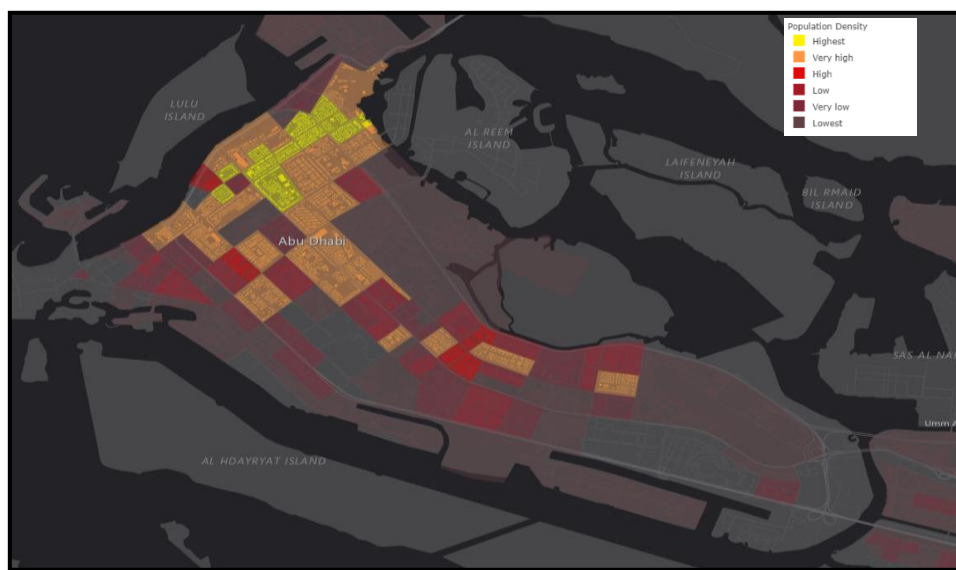 Population Density
Highest
Very high
High
Low
Very low
Lowest
LULU
ISLAND
AL REEM
ISLAND
LAIFENEYAH
ISLAND
BIL RMAID
ISLAND
Abu Dhabi
SAS AL NA
Umm A
AL HDAYRYAT ISLAND